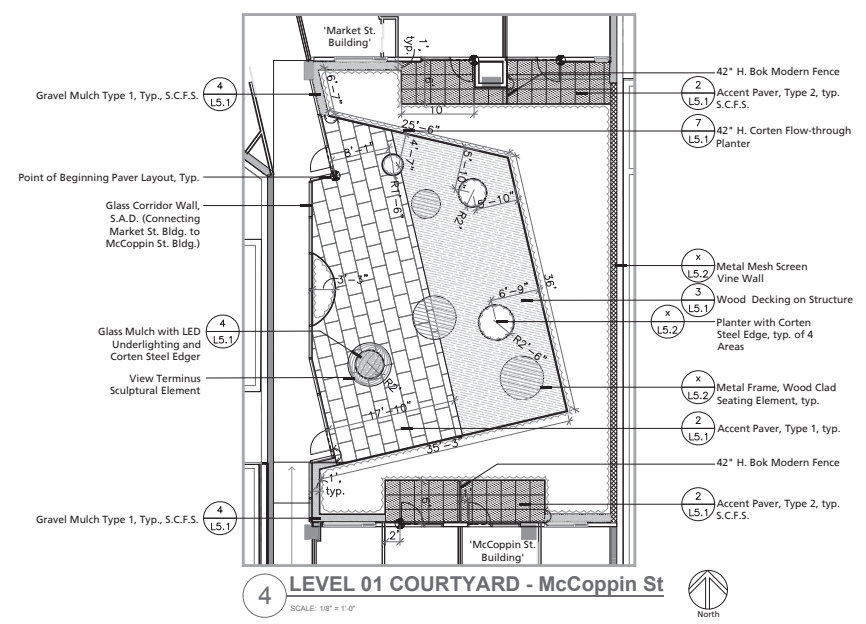 'Market St.
Building'
1'
typ.
6'
10'
6'-7"
25'-6"
8'-1"
4'-7"
R1'-6"
5'-10"
5'-10"
R2'
36'
3'-3"
6'-9"
R2'-6"
R2'
17'-10"
35'-3"
1',
typ.
5'
2'
'McCoppin St.
Building'
Gravel Mulch Type 1, Typ., S.C.F.S.
4
L5.1
Point of Beginning Paver Layout, Typ.
Glass Corridor Wall,
S.A.D. (Connecting
Market St. Bldg. to
McCoppin St. Bldg.)
Glass Mulch with LED
Underlighting and
Corten Steel Edger
4
L5.1
View Terminus
Sculptural Element
Gravel Mulch Type 1, Typ., S.C.F.S.
4
L5.1
42" H. Bok Modern Fence
2
L5.1
Accent Paver, Type 2, typ.
S.C.F.S.
7
L5.1
42" H. Corten Flow-through
Planter
x
L5.2
Metal Mesh Screen
Vine Wall
3
L5.1
Wood Decking on Structure
x
L5.2
Planter with Corten
Steel Edge, typ. of 4
Areas
x
L5.2
Metal Frame, Wood Clad
Seating Element, typ.
2
L5.1
Accent Paver, Type 1, typ.
42" H. Bok Modern Fence
2
L5.1
Accent Paver, Type 2, typ.
S.C.F.S.
4
LEVEL 01 COURTYARD - McCoppin St
SCALE: 1/8" = 1'-0"
North